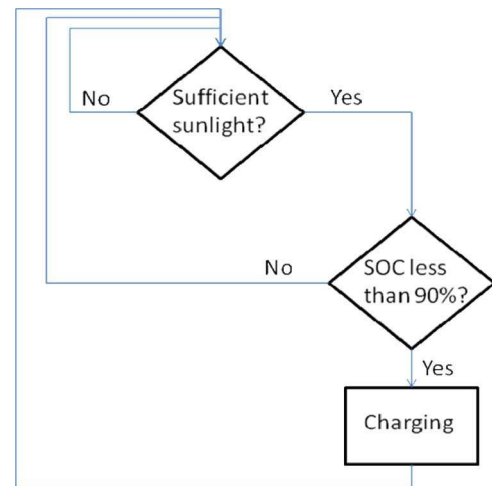 No
Sufficient
sunlight?
Yes
No
SOC less
than 90%?
Yes
Charging